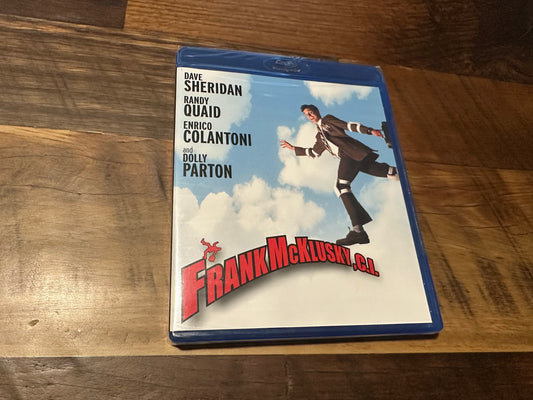 DAVE
SHERIDAN
RANDY
QUAID
ENRICO
COLANTONI
and
DOLLY
PARTON
FRANK MCKLUSKY, C.I.